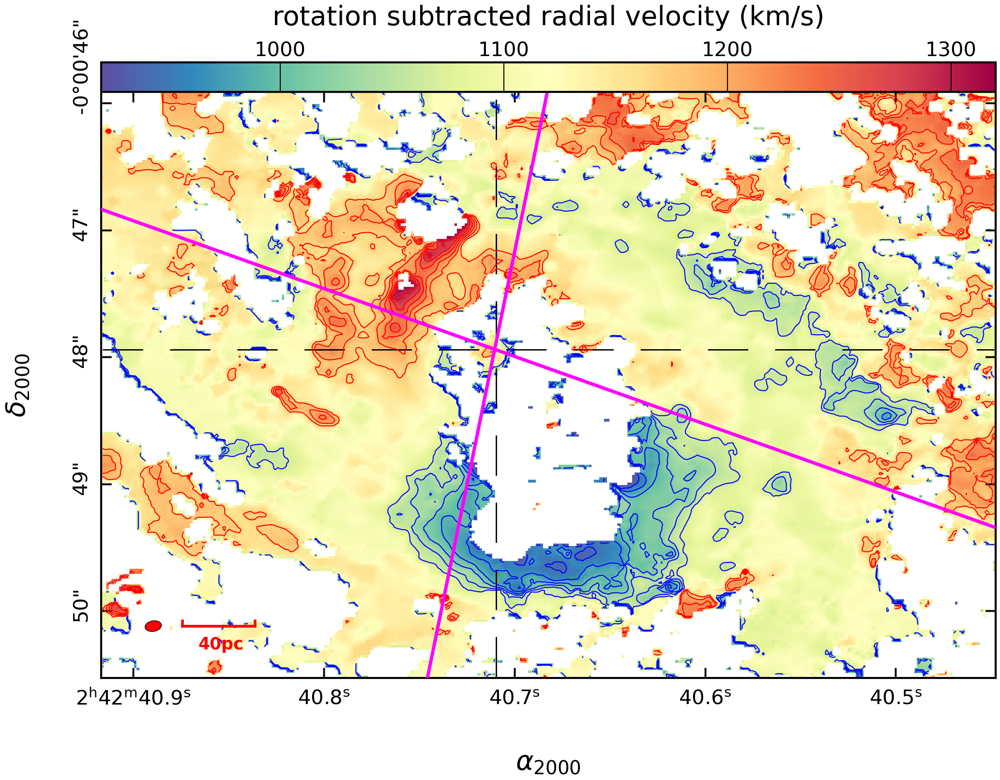 rotation subtracted radial velocity (km/s)
1000 1100 1200 1300
-0°00'46"
47"
48"
49"
50"
δ2000
40pc
2h42m40.9s 40.8s 40.7s 40.6s 40.5s
α2000